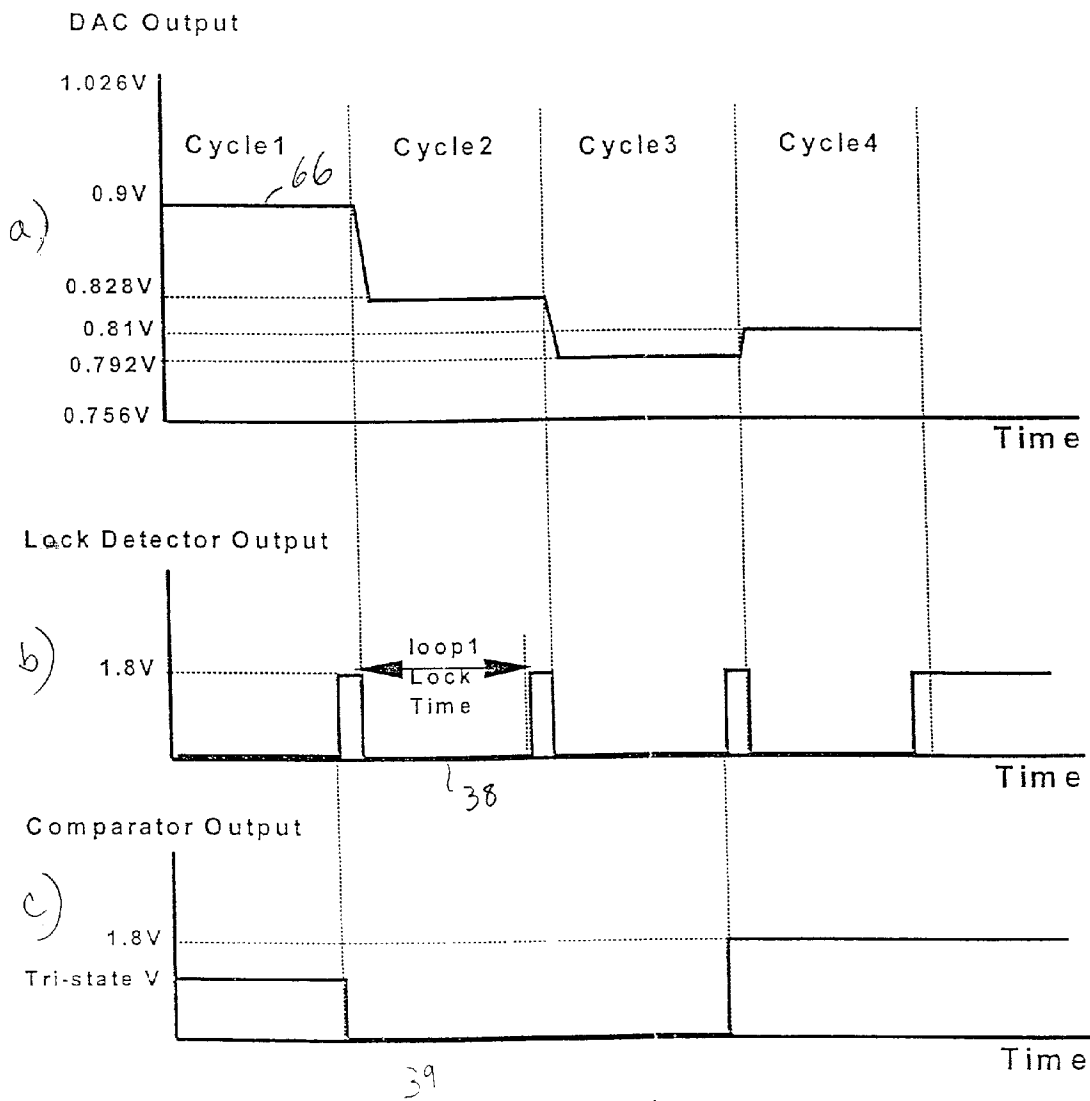 DAC Output
1.026V
Cycle1 Cycle2 Cycle3 Cycle4
66
0.9V
a)
0.828V
0.81V
0.792V
0.756V
Time
Lock Detector Output
b)
1.8V
loop1
Lock
Time
Time
38
Comparator Output
c)
1.8V
Tri-state V
Time
39